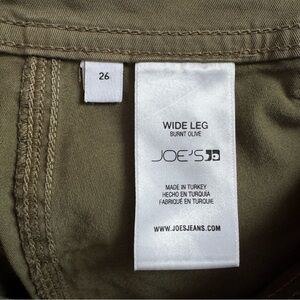 26
WIDE LEG
BURNT OLIVE
JOE'S
MADE IN TURKEY
HECHO EN TURQUIA
FABRIQUÉ EN TURQUIE
WWW.JOESJEANS.COM